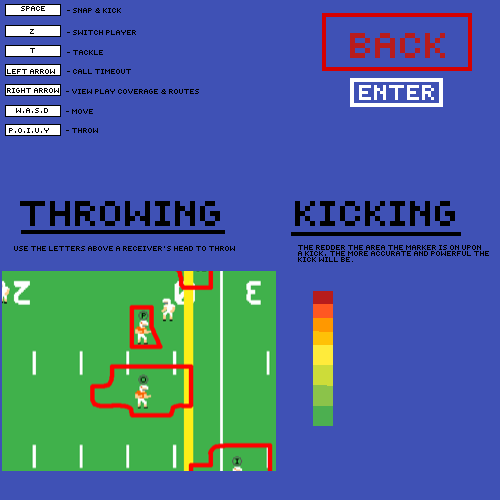 SPACE - SNAP & KICK
Z - SWITCH PLAYER
T - TACKLE
LEFT ARROW - CALL TIMEOUT
RIGHT ARROW - VIEW PLAY COVERAGE & ROUTES
W.A.S.D - MOVE
P.O.I.U.Y - THROW
BACK
ENTER
THROWING
USE THE LETTERS ABOVE A RECEIVER'S HEAD TO THROW
KICKING
THE REDDER THE AREA THE MARKER IS ON UPON
A KICK, THE MORE ACCURATE AND POWERFUL THE
KICK WILL BE.
2
3
P
O
I